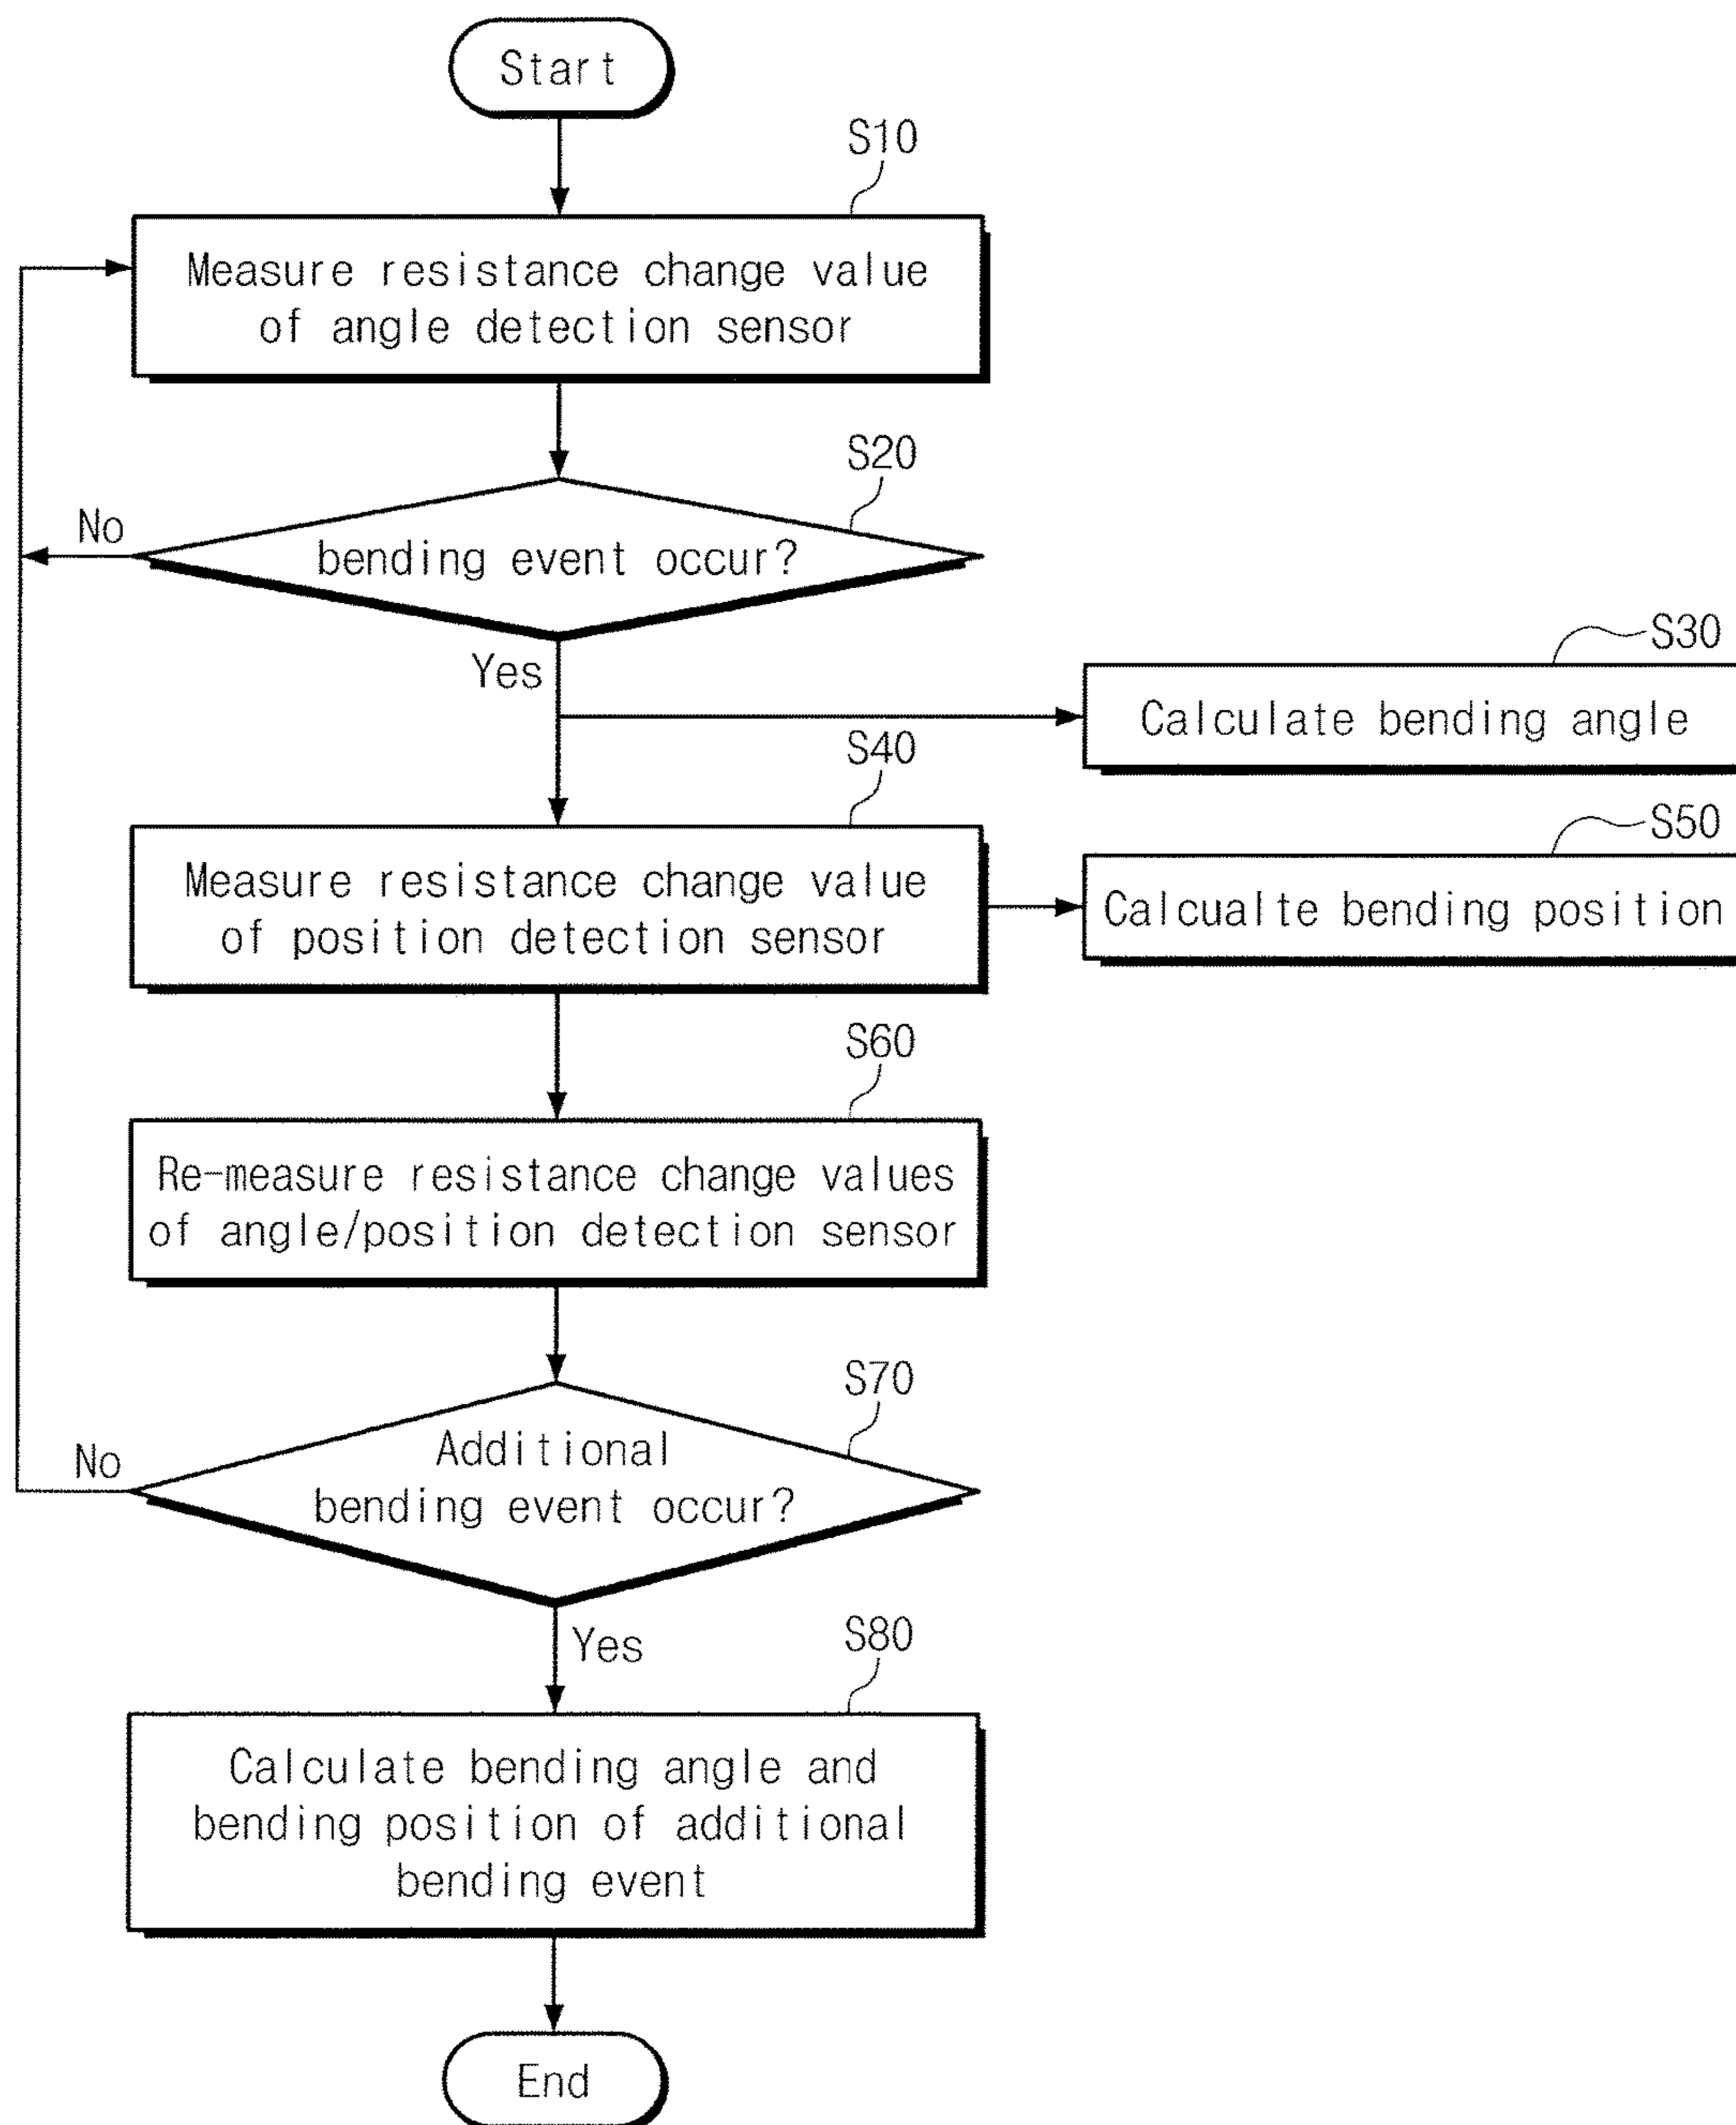 Start
S10
Measure resistance change value
of angle detection sensor
S20
No
bending event occur?
Yes
S30
Calculate bending angle
S40
Measure resistance change value
of position detection sensor
S50
Calcualte bending position
S60
Re-measure resistance change values
of angle/position detection sensor
S70
No
Additional
bending event occur?
Yes
S80
Calculate bending angle and
bending position of additional
bending event
End